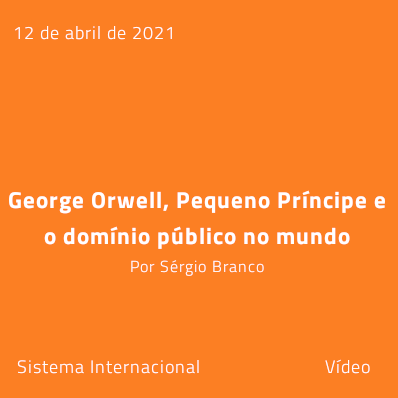 12 de abril de 2021
George Orwell, Pequeno Príncipe e
o domínio público no mundo
Por Sérgio Branco
Sistema Internacional
Vídeo